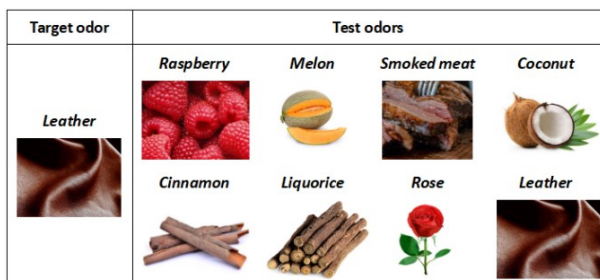 Target odor
Test odors
Leather
Raspberry
Melon
Smoked meat
Coconut
Cinnamon
Liquorice
Rose
Leather